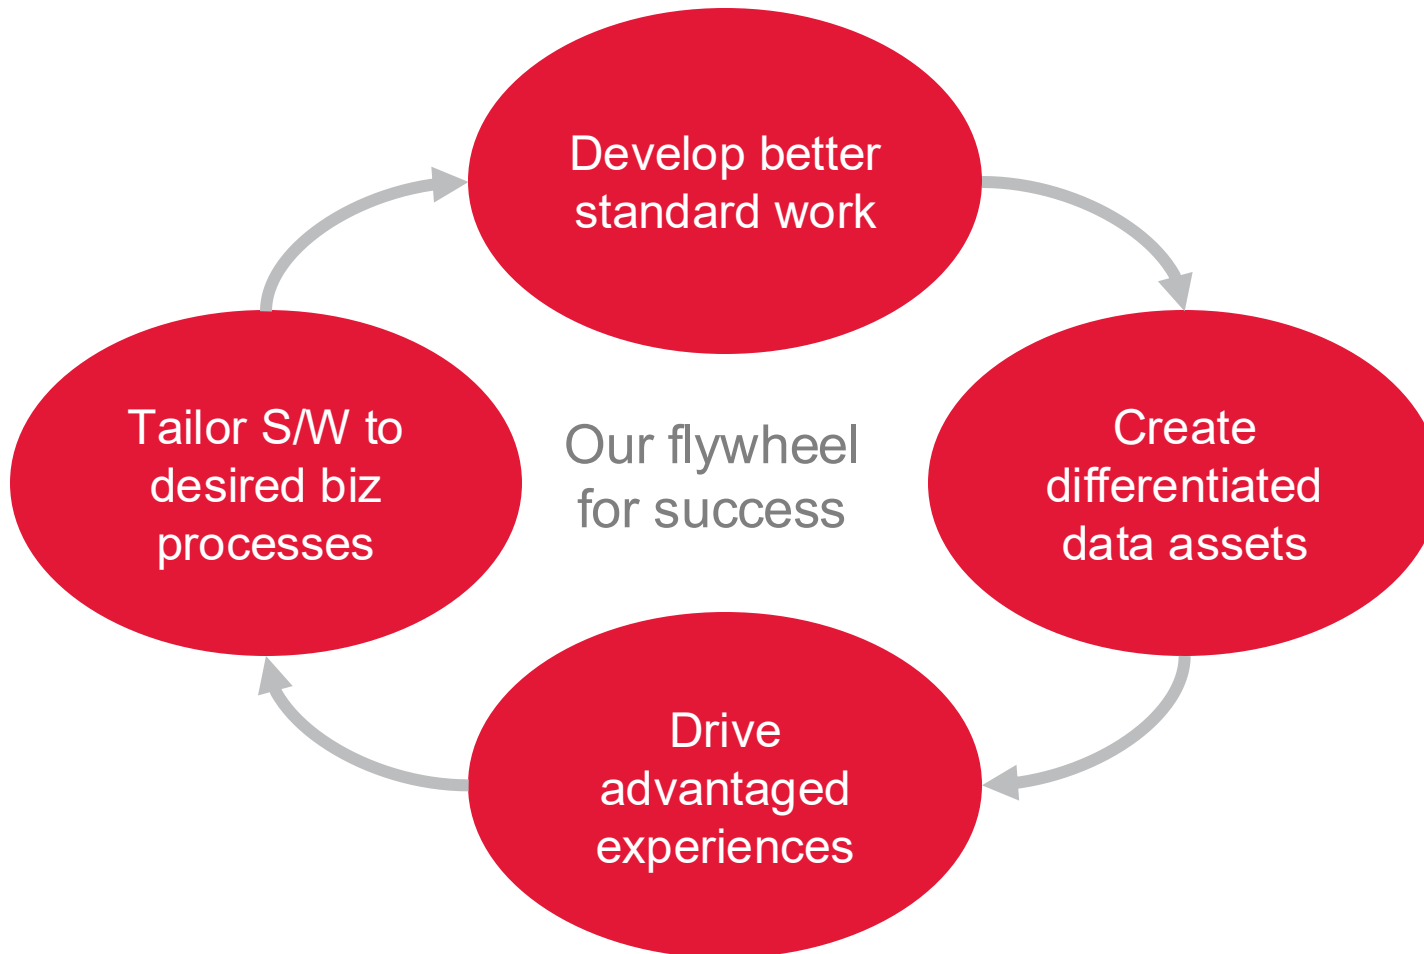 Develop better
standard work
Create
differentiated
data assets
Drive
advantaged
experiences
Tailor S/W to
desired biz
processes
Our flywheel
for success